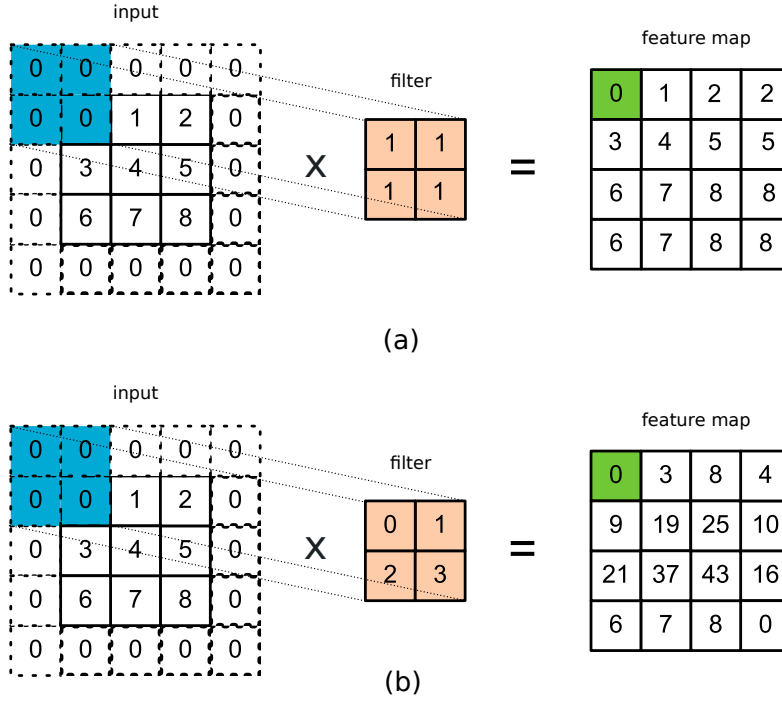 input
feature map
filter
0 0 0 0 0
0 0 1 2 0
0 3 4 5 0
0 6 7 8 0
0 0 0 0 0
x
1 1
1 1
=
0 1 2 2
3 4 5 5
6 7 8 8
6 7 8 8
(a)
input
feature map
filter
0 0 0 0 0
0 0 1 2 0
0 3 4 5 0
0 6 7 8 0
0 0 0 0 0
x
0 1
2 3
=
0 3 8 4
9 19 25 10
21 37 43 16
6 7 8 0
(b)